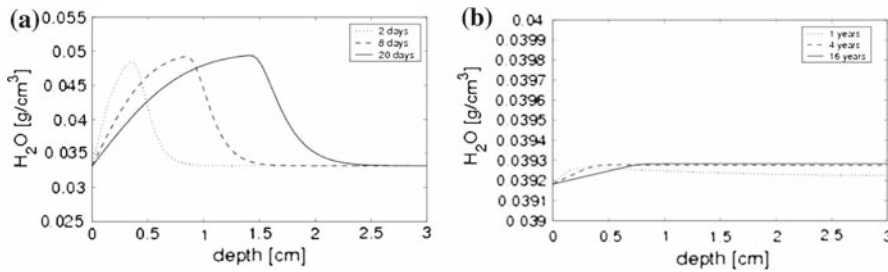 (a)
H₂O [g/cm³]
0.055
0.05
0.045
0.04
0.035
0.03
0.025
2 days
8 days
20 days
0 0.5 1 1.5 2 2.5 3
depth [cm]
(b)
H₂O [g/cm³]
0.04
0.0399
0.0398
0.0396
0.0395
0.0394
0.0393
0.0392
0.0391
0.039
1 years
4 years
16 years
0 0.5 1 1.5 2 2.5 3
depth [cm]